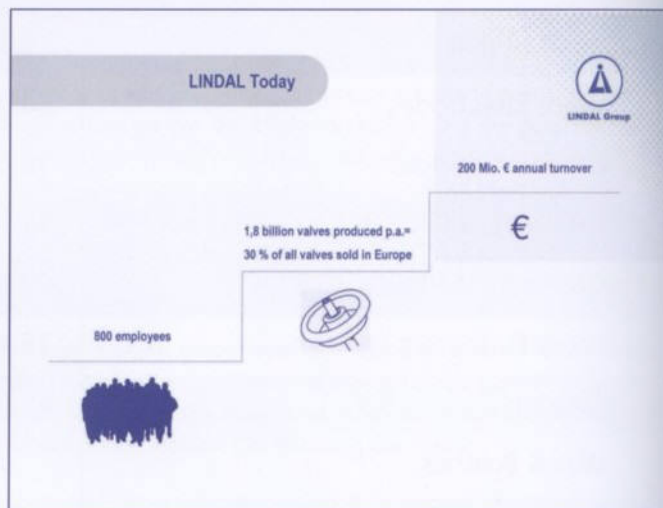 LINDAL Today
LINDAL Group
200 Mio. € annual turnover
€
1,8 billion valves produced p.a.=
30 % of all valves sold in Europe
800 employees